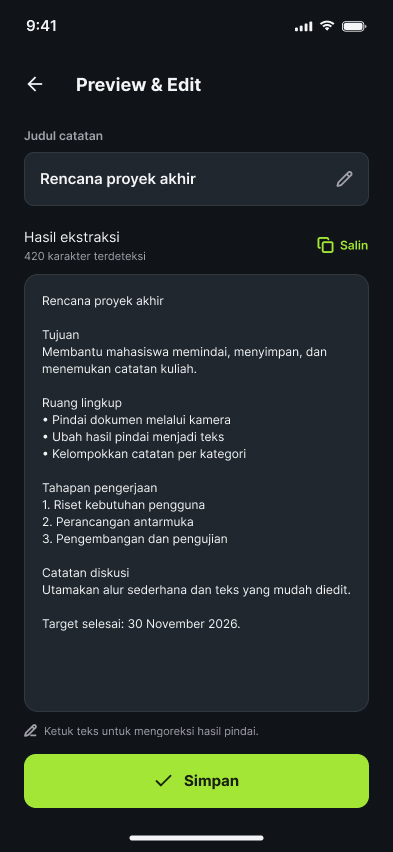 9:41
Preview & Edit
Judul catatan
Rencana proyek akhir
Hasil ekstraksi
420 karakter terdeteksi
Salin
Rencana proyek akhir
Tujuan
Membantu mahasiswa memindai, menyimpan, dan
menemukan catatan kuliah.
Ruang lingkup
• Pindai dokumen melalui kamera
• Ubah hasil pindai menjadi teks
• Kelompokkan catatan per kategori
Tahapan pengerjaan
1. Riset kebutuhan pengguna
2. Perancangan antarmuka
3. Pengembangan dan pengujian
Catatan diskusi
Utamakan alur sederhana dan teks yang mudah diedit.
Target selesai: 30 November 2026.
Ketuk teks untuk mengoreksi hasil pindai.
Simpan